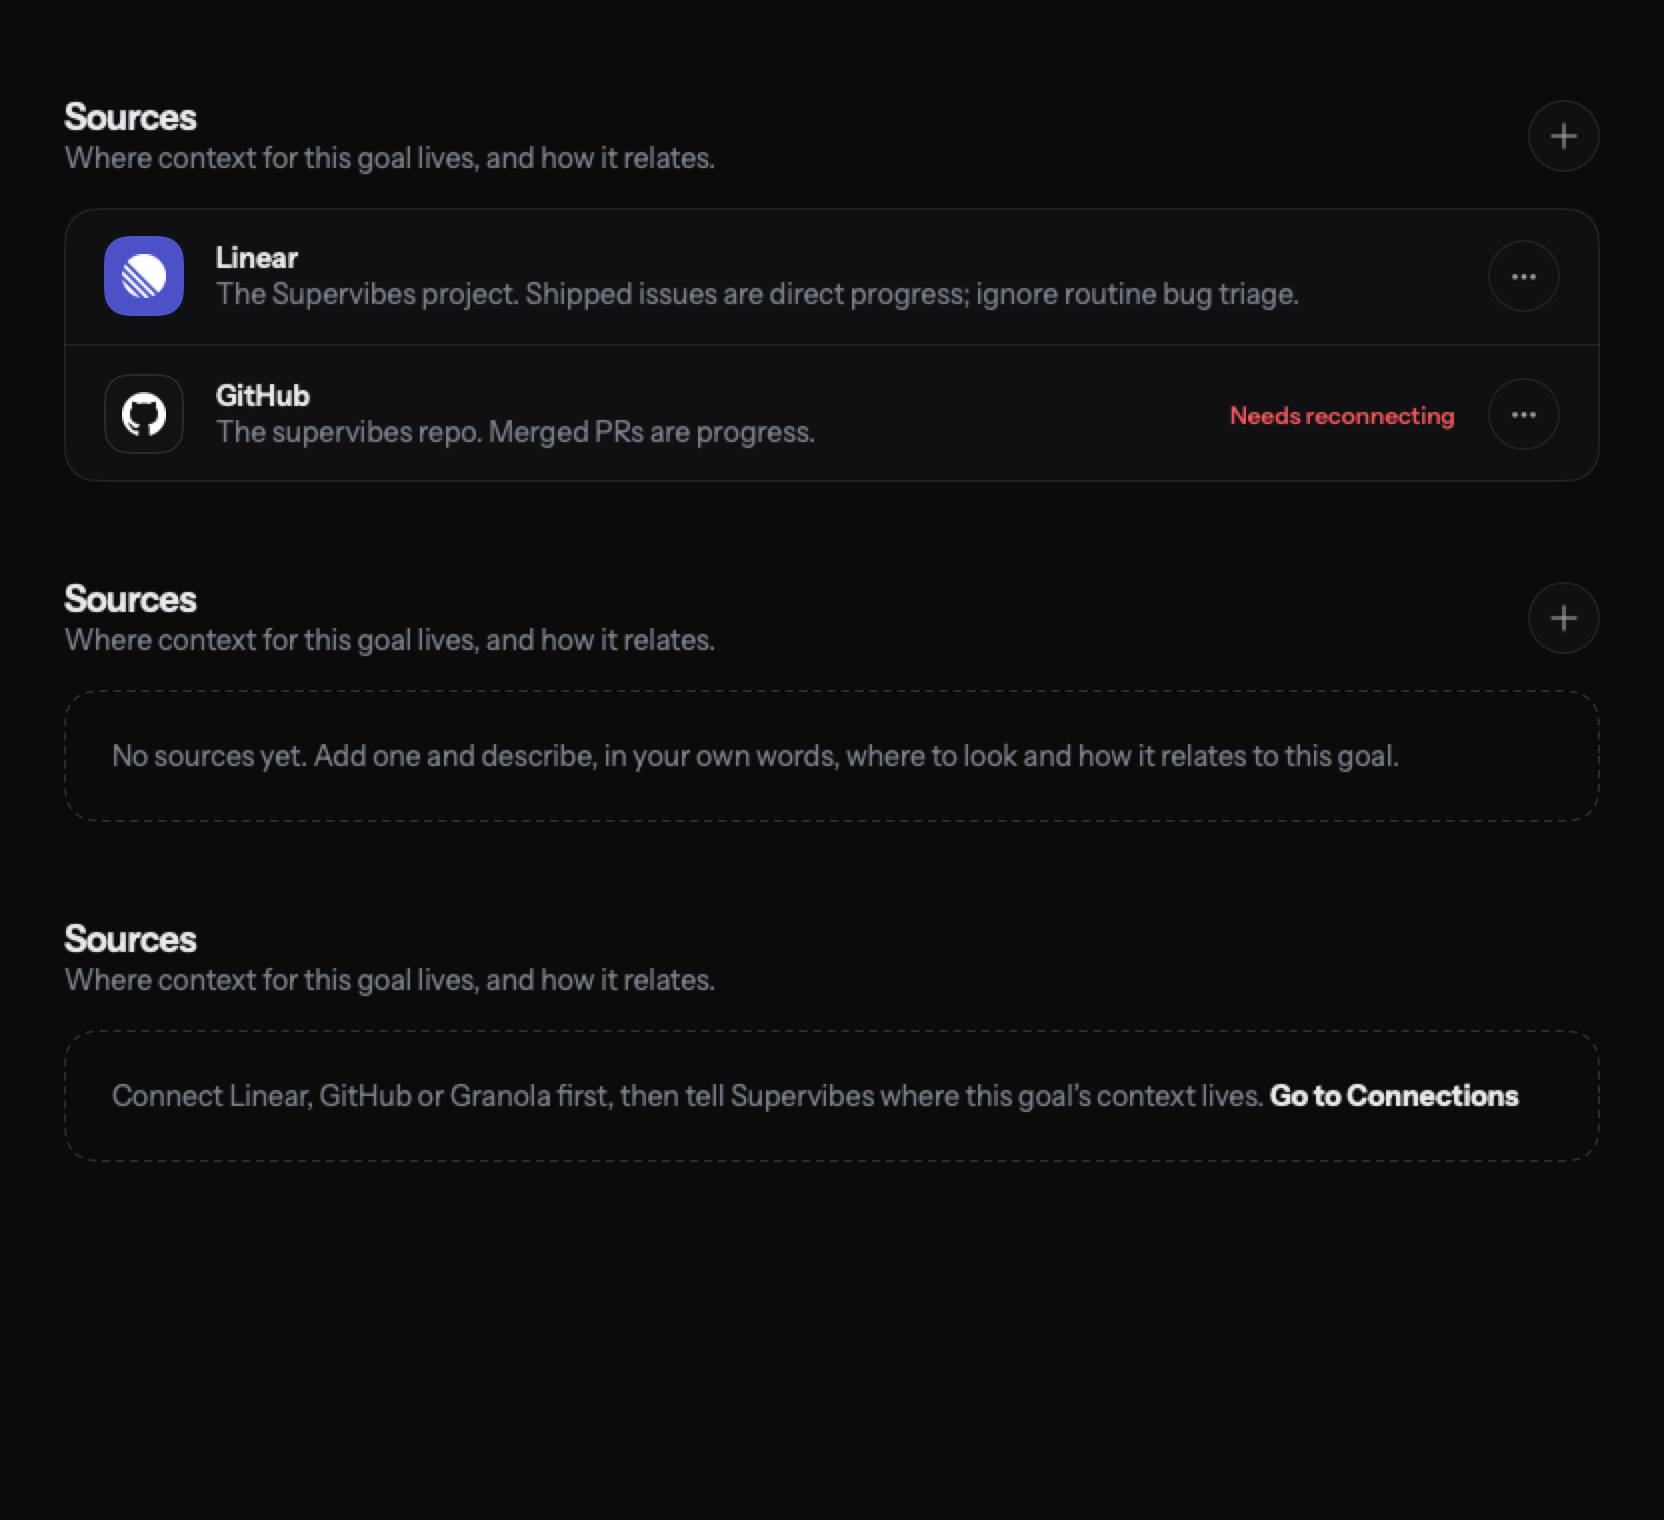 Sources
Where context for this goal lives, and how it relates.
Linear
The Supervibes project. Shipped issues are direct progress; ignore routine bug triage.
GitHub
The supervibes repo. Merged PRs are progress.
Needs reconnecting
Sources
Where context for this goal lives, and how it relates.
No sources yet. Add one and describe, in your own words, where to look and how it relates to this goal.
Sources
Where context for this goal lives, and how it relates.
Connect Linear, GitHub or Granola first, then tell Supervibes where this goal's context lives. Go to Connections